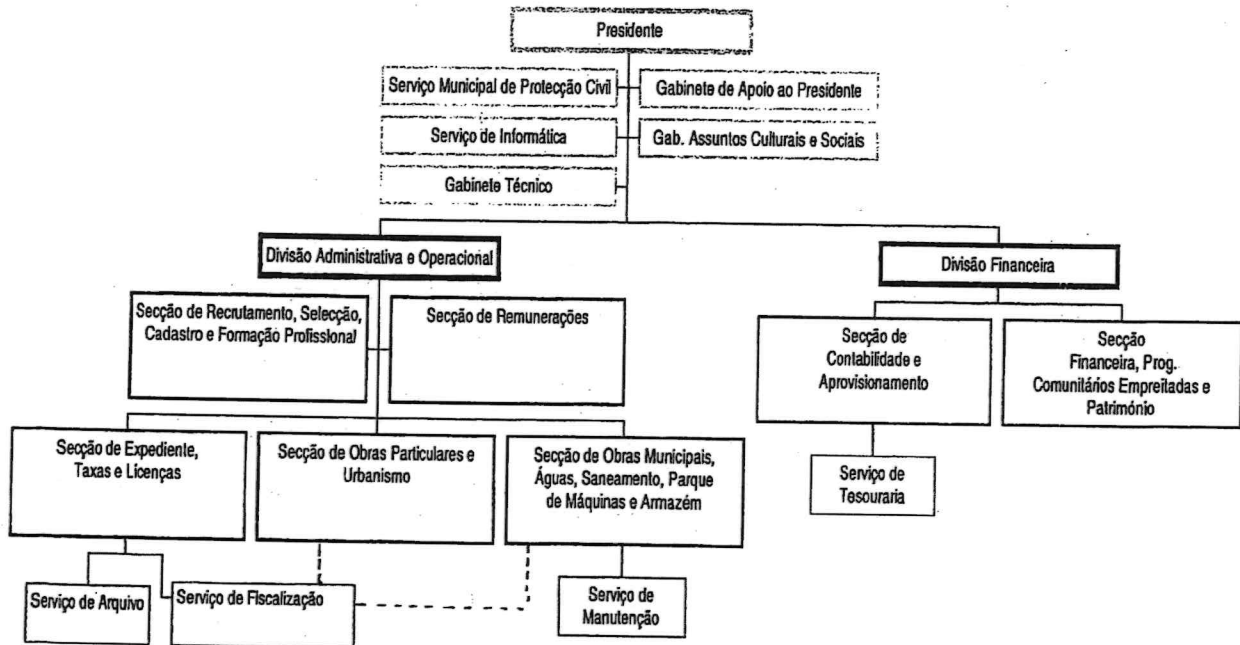 Presidente
Serviço Municipal de Protecção Civil
Gabinete de Apoio ao Presidente
Serviço de Informática
Gab. Assuntos Culturais e Sociais
Gabinete Técnico
Divisão Administrativa e Operacional
Divisão Financeira
Secção de Recrutamento, Selecção,
Cadastro e Formação Profissional
Secção de Remunerações
Secção de
Contabilidade e
Aprovisionamento
Secção
Financeira, Prog.
Comunitários Empreitadas e
Património
Secção de Expediente,
Taxas e Licenças
Secção de Obras Particulares e
Urbanismo
Secção de Obras Municipais,
Águas, Saneamento, Parque
de Máquinas e Armazém
Serviço de
Tesouraria
Serviço de Arquivo
Serviço de Fiscalização
Serviço de
Manutenção